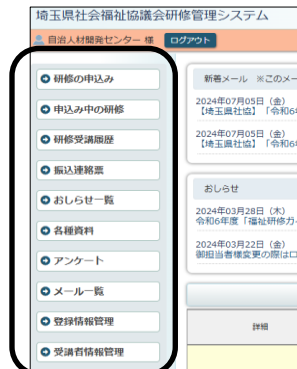 埼玉県社会福祉協議会研修管理システム
自治人材開発センター 様 ログアウト
研修の申込み
申込み中の研修
研修受講履歴
振込連絡票
おしらせ一覧
各種資料
アンケート
メール一覧
登録情報管理
受講者情報管理
新着メール ※このメー
2024年07月05日（金）
【埼玉県社協】「令和6年
2024年07月05日（金）
【埼玉県社協】「令和6年
おしらせ
2024年03月28日（木）
令和6年度「福祉研修ガ
2024年03月22日（金）
御担当者様変更の際はロ
詳細